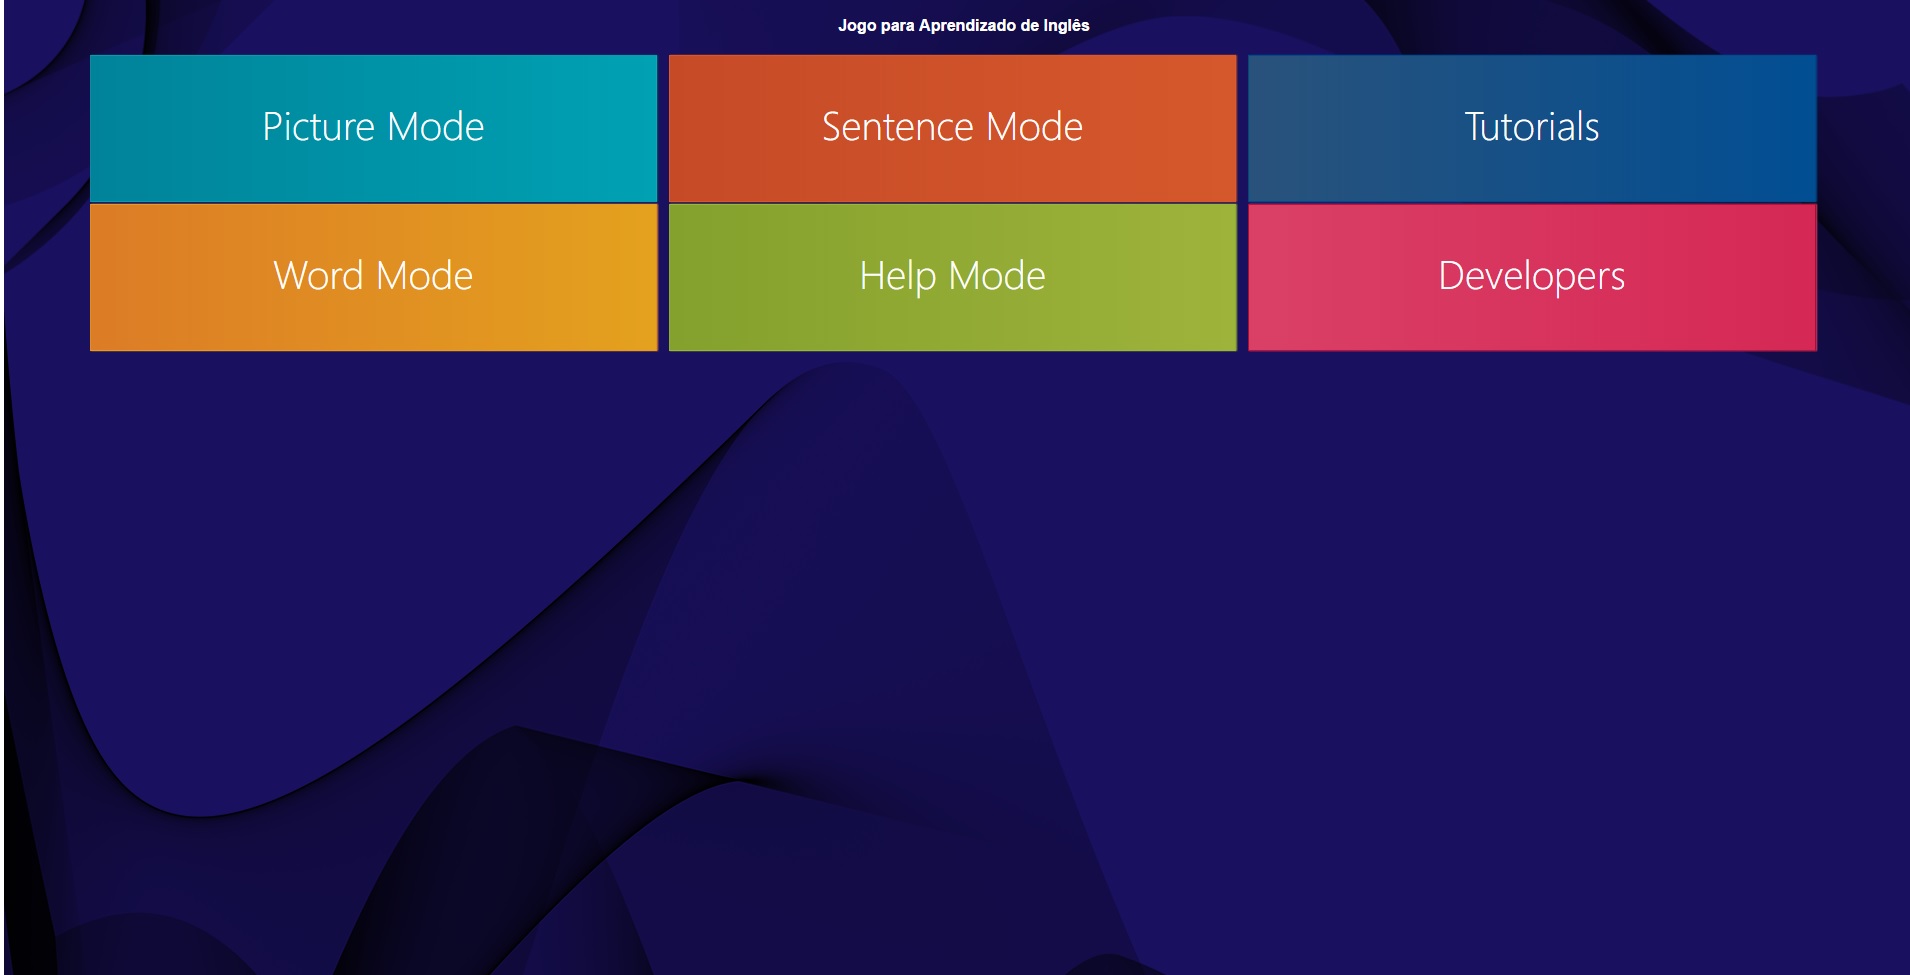 Jogo para Aprendizado de Inglês
Picture Mode
Sentence Mode
Tutorials
Word Mode
Help Mode
Developers